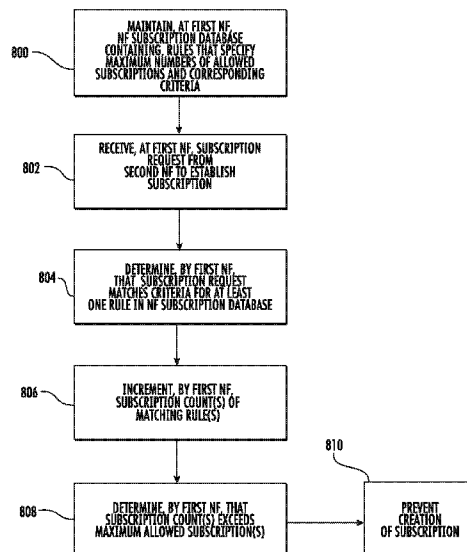 800
MAINTAIN, AT FIRST NF,
NF SUBSCRIPTION DATABASE
CONTAINING, RULES THAT SPECIFY
MAXIMUM NUMBERS OF ALLOWED
SUBSCRIPTIONS AND CORRESPONDING
CRITERIA
802
RECEIVE, AT FIRST NF, SUBSCRIPTION
REQUEST FROM
SECOND NF TO ESTABLISH
SUBSCRIPTION
804
DETERMINE, BY FIRST NF,
THAT SUBSCRIPTION REQUEST
MATCHES CRITERIA FOR AT LEAST
ONE RULE IN NF SUBSCRIPTION DATABASE
806
INCREMENT, BY FIRST NF,
SUBSCRIPTION COUNT(S) OF
MATCHING RULE(S)
808
DETERMINE, BY FIRST NF, THAT
SUBSCRIPTION COUNT(S) EXCEEDS
MAXIMUM ALLOWED SUBSCRIPTION(S)
810
PREVENT
CREATION
OF SUBSCRIPTION